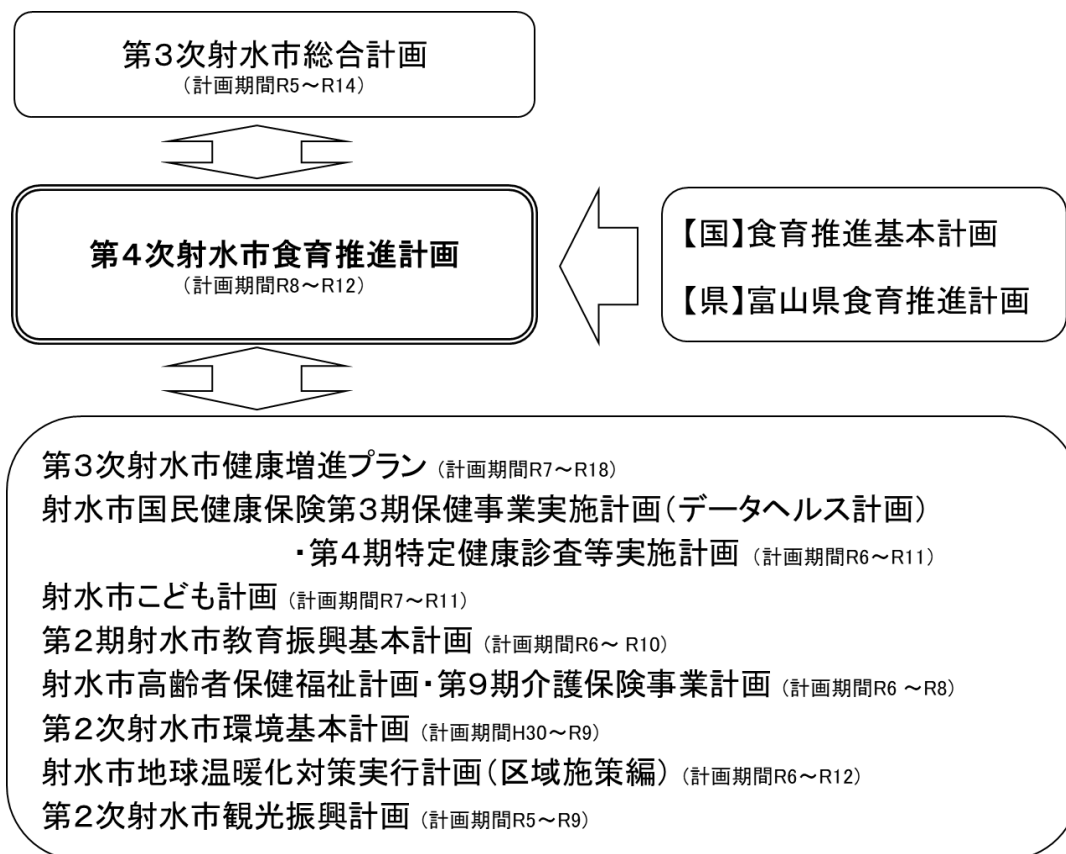 第３次射水市総合計画
（計画期間R5～R14）
第４次射水市食育推進計画
（計画期間R8～R12）
【国】食育推進基本計画
【県】富山県食育推進計画
第３次射水市健康増進プラン（計画期間R7～R18）
射水市国民健康保険第３期保健事業実施計画（データヘルス計画）
・第４期特定健康診査等実施計画（計画期間R6～R11）
射水市こども計画（計画期間R7～R11）
第２期射水市教育振興基本計画（計画期間R6～ R10）
射水市高齢者保健福祉計画・第９期介護保険事業計画（計画期間R6 ～R8）
第２次射水市環境基本計画（計画期間H30～R9）
射水市地球温暖化対策実行計画（区域施策編）（計画期間R6～R12）
第２次射水市観光振興計画（計画期間R5～R9）